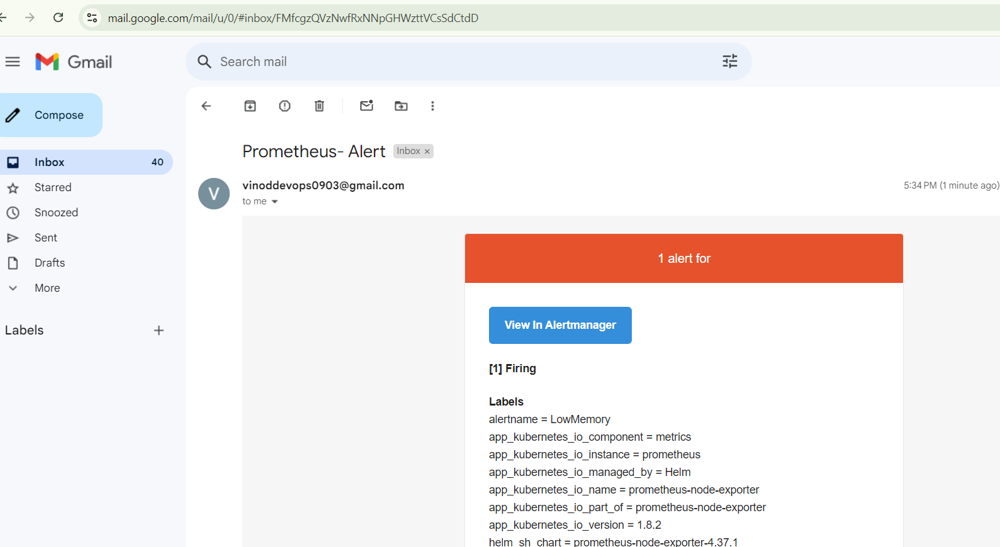 mail.google.com/mail/u/0/#inbox/FMfcgzQVzNwfRxNNpGHWzttVCsSdCtdD
Gmail
Search mail
Compose
Inbox 40
Starred
Snoozed
Sent
Drafts
More
Labels
Prometheus- Alert Inbox ×
V
vinoddevops0903@gmail.com
5:34 PM (1 minute ago)
to me
1 alert for
View In Alertmanager
[1] Firing
Labels
alertname = LowMemory
app_kubernetes_io_component = metrics
app_kubernetes_io_instance = prometheus
app_kubernetes_io_managed_by = Helm
app_kubernetes_io_name = prometheus-node-exporter
app_kubernetes_io_part_of = prometheus-node-exporter
app_kubernetes_io_version = 1.8.2
helm_sh_chart = prometheus-node-exporter-4.37.1